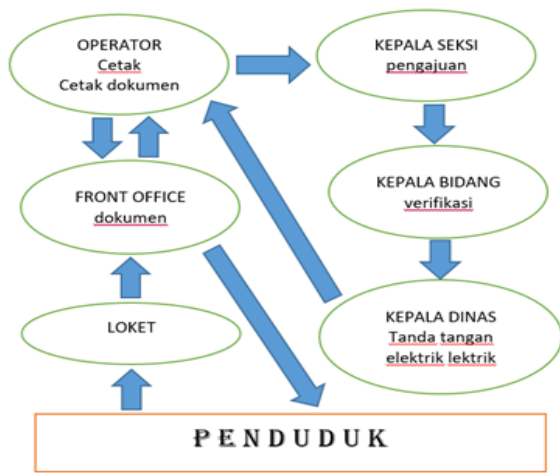 OPERATOR
Cetak
Cetak dokumen
KEPALA SEKSI
pengajuan
FRONT OFFICE
dokumen
KEPALA BIDANG
verifikasi
LOKET
KEPALA DINAS
Tanda tangan
elektrik lektrik
PENDUDUK